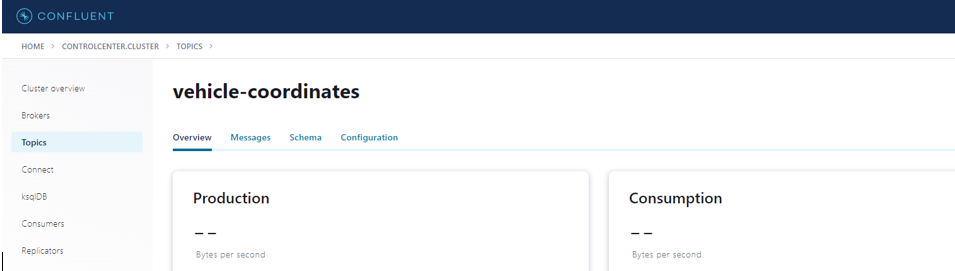 CONFLUENT
HOME > CONTROLCENTER.CLUSTER > TOPICS >
Cluster overview
Brokers
Topics
Connect
ksqlDB
Consumers
Replicators
vehicle-coordinates
Overview Messages Schema Configuration
Production
--
Bytes per second
Consumption
--
Bytes per second